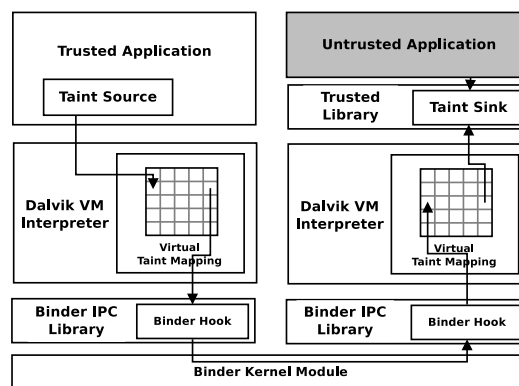 Trusted Application
Taint Source
Dalvik VM
Interpreter
Virtual
Taint Mapping
Binder IPC
Library
Binder Hook
Untrusted Application
Trusted
Library
Taint Sink
Dalvik VM
Interpreter
Virtual
Taint Mapping
Binder IPC
Library
Binder Hook
Binder Kernel Module